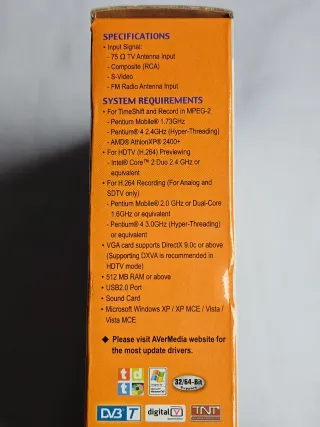 SPECIFICATIONS
• Input Signal:
- 75 Ω TV Antenna Input
- Composite (RCA)
- S-Video
- FM Radio Antenna Input
SYSTEM REQUIREMENTS
• For TimeShift and Record in MPEG-2
- Pentium Mobile® 1.73GHz
- Pentium® 4 2.4GHz (Hyper-Threading)
- AMD® AthlonXP® 2400+
• For HDTV (H.264) Previewing
- Intel® Core™ 2 Duo 2.4 GHz or
equivalent
• For H.264 Recording (For Analog and
SDTV only)
- Pentium Mobile® 2.0 GHz or Dual-Core
1.6GHz or equivalent
- Pentium® 4 3.0GHz (Hyper-Threading)
or equivalent
• VGA card supports DirectX 9.0c or above
(Supporting DXVA is recommended in
HDTV mode)
• 512 MB RAM or above
• USB2.0 Port
• Sound Card
• Microsoft Windows XP / XP MCE / Vista /
Vista MCE
◆ Please visit AVerMedia website for
the most update drivers.
td
t
32/64-Bit
DVB T
digital TV
TNT